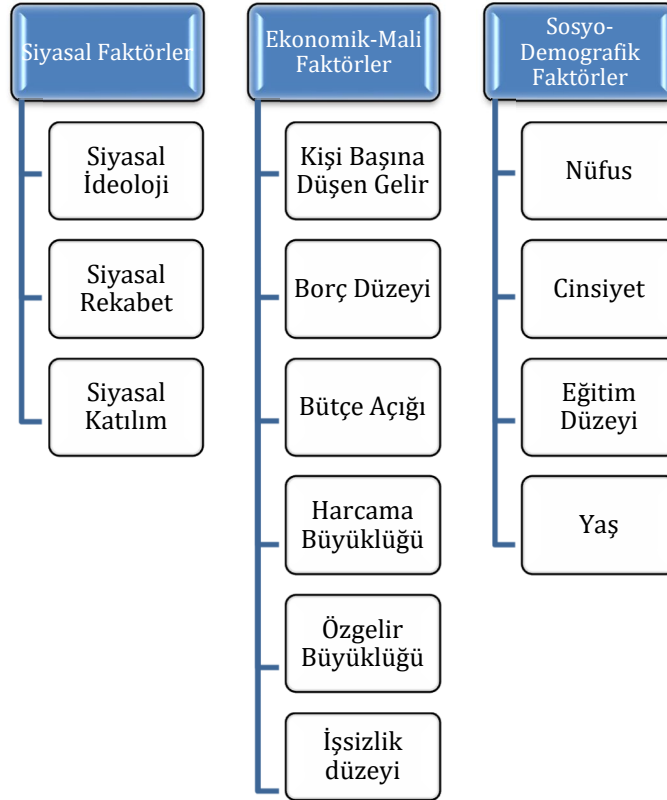 Siyasal Faktörler
Siyasal
İdeoloji
Siyasal
Rekabet
Siyasal
Katılım
Ekonomik-Mali
Faktörler
Kişi Başına
Düşen Gelir
Borç Düzeyi
Bütçe Açığı
Harcama
Büyüklüğü
Özgelir
Büyüklüğü
İşsizlik
düzeyi
Sosyo-
Demografik
Faktörler
Nüfus
Cinsiyet
Eğitim
Düzeyi
Yaş